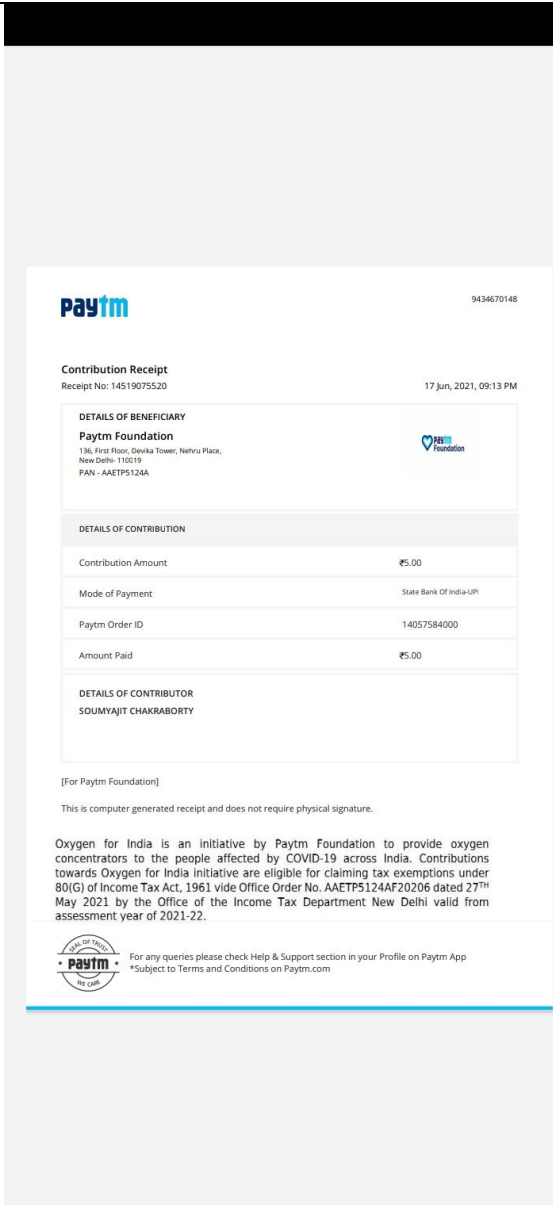 paytm
9434670148
Contribution Receipt
Receipt No: 14519075520
17 Jun, 2021, 09:13 PM
DETAILS OF BENEFICIARY
Paytm Foundation
136, First Floor, Devika Tower, Nehru Place,
New Delhi- 110019
PAN - AAETP5124A
paytm
Foundation
DETAILS OF CONTRIBUTION
Contribution Amount ₹5.00
Mode of Payment State Bank Of India-UPI
Paytm Order ID 14057584000
Amount Paid ₹5.00
DETAILS OF CONTRIBUTOR
SOUMYAJIT CHAKRABORTY
[For Paytm Foundation]
This is computer generated receipt and does not require physical signature.
Oxygen for India is an initiative by Paytm Foundation to provide oxygen
concentrators to the people affected by COVID-19 across India. Contributions
towards Oxygen for India initiative are eligible for claiming tax exemptions under
80(G) of Income Tax Act, 1961 vide Office Order No. AAETP5124AF20206 dated 27TH
May 2021 by the Office of the Income Tax Department New Delhi valid from
assessment year of 2021-22.
SEAL OF TRUST
paytm
WE CARE
For any queries please check Help & Support section in your Profile on Paytm App
*Subject to Terms and Conditions on Paytm.com